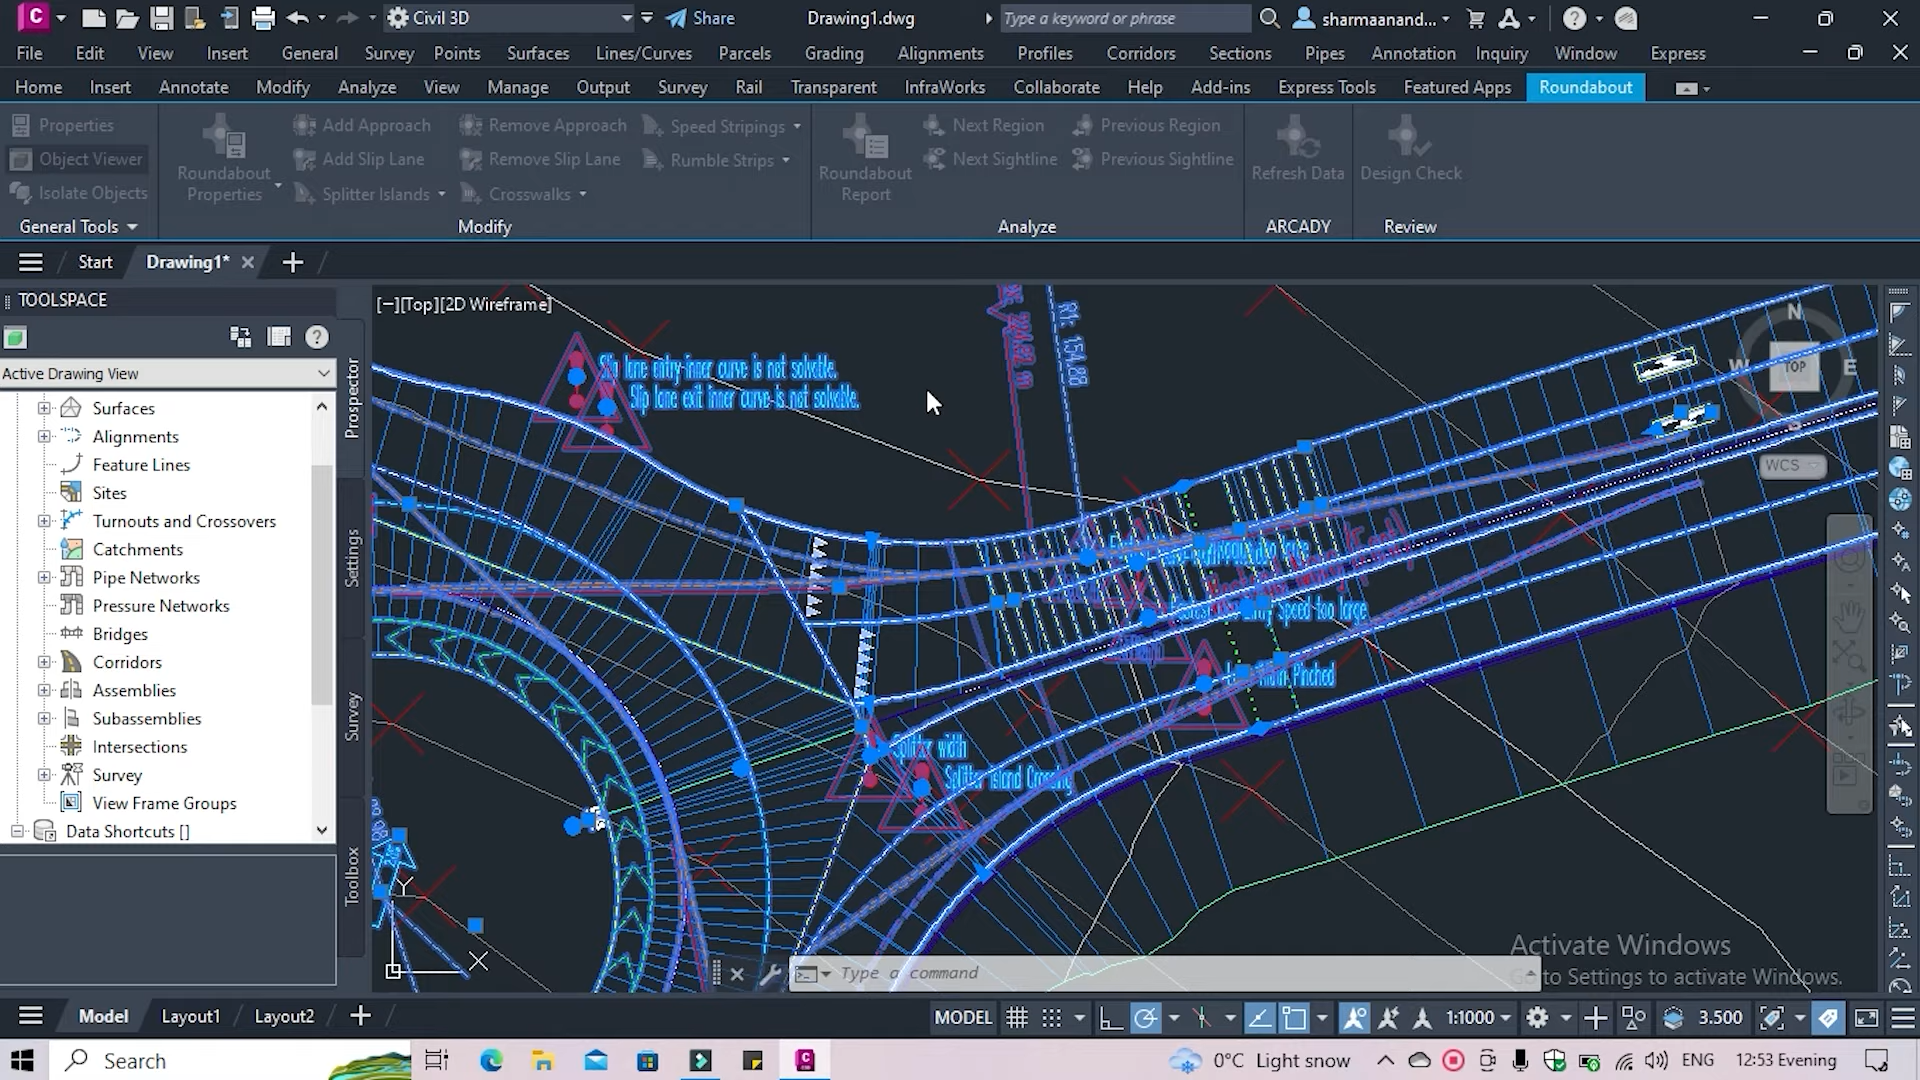 Civil 3D
Share
Drawing1.dwg
Type a keyword or phrase
sharmaanand...
File Edit View Insert General Survey Points Surfaces Lines/Curves Parcels Grading Alignments Profiles Corridors Sections Pipes Annotation Inquiry Window Express
Home Insert Annotate Modify Analyze View Manage Output Survey Rail Transparent InfraWorks Collaborate Help Add-ins Express Tools Featured Apps Roundabout
Properties
Object Viewer
Isolate Objects
General Tools
Roundabout
Properties
Add Approach
Add Slip Lane
Splitter Islands
Remove Approach
Remove Slip Lane
Crosswalks
Speed Stripings
Rumble Strips
Modify
Roundabout
Report
Next Region
Next Sightline
Previous Region
Previous Sightline
Analyze
Refresh Data
ARCADY
Design Check
Review
Start
Drawing1*
TOOLSPACE
Active Drawing View
Surfaces
Alignments
Feature Lines
Sites
Turnouts and Crossovers
Catchments
Pipe Networks
Pressure Networks
Bridges
Corridors
Assemblies
Subassemblies
Intersections
Survey
View Frame Groups
Data Shortcuts []
Prospector
Settings
Survey
Toolbox
[−][Top][2D Wireframe]
Slip lane entry-inner curve is not solvable.
Slip lane exit inner curve-is not solvable.
R1: 154.88
Entry Speed too large
Width Pinched
Splitter width
Splitter Island Crossing
N
W TOP E
S
WCS
Y
X
Activate Windows
Go to Settings to activate Windows.
Type a command
Model Layout1 Layout2
MODEL
1:1000
3.500
Search
0°C Light snow
ENG
12:53 Evening